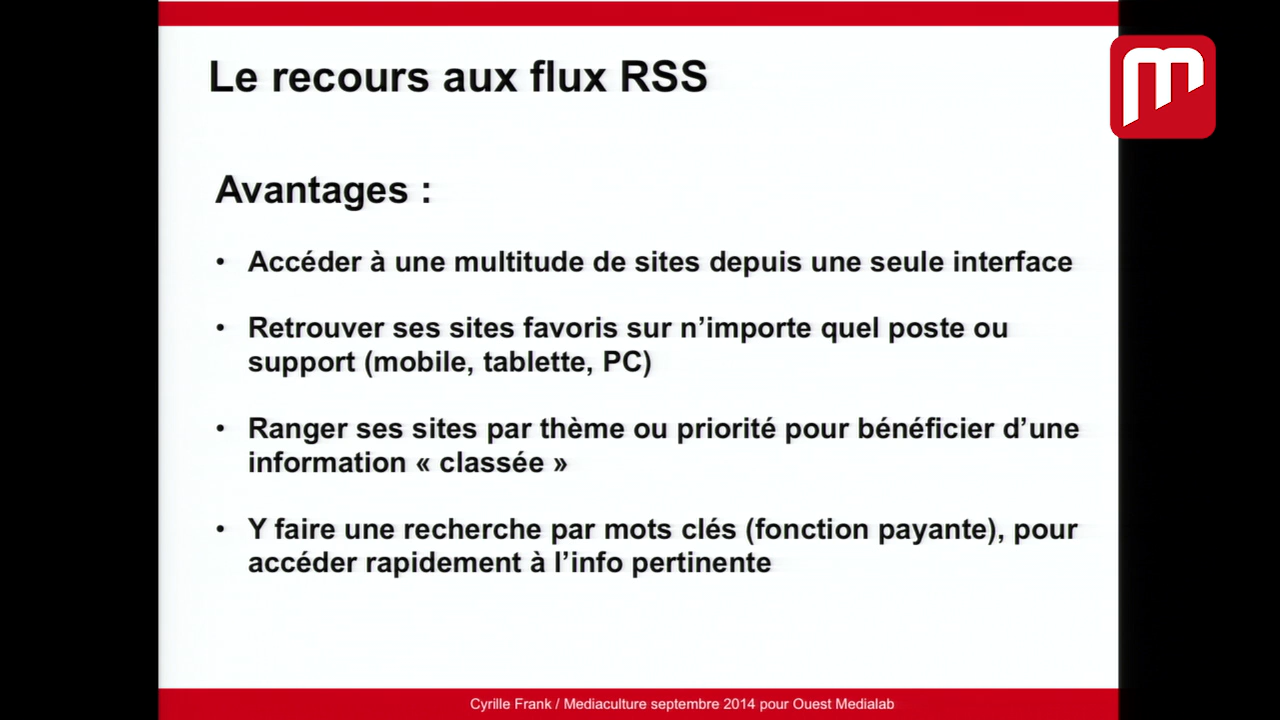 Le recours aux flux RSS
Avantages :
• Accéder à une multitude de sites depuis une seule interface
• Retrouver ses sites favoris sur n’importe quel poste ou
support (mobile, tablette, PC)
• Ranger ses sites par thème ou priorité pour bénéficier d’une
information « classée »
• Y faire une recherche par mots clés (fonction payante), pour
accéder rapidement à l’info pertinente
Cyrille Frank / Mediaculture septembre 2014 pour Ouest Medialab